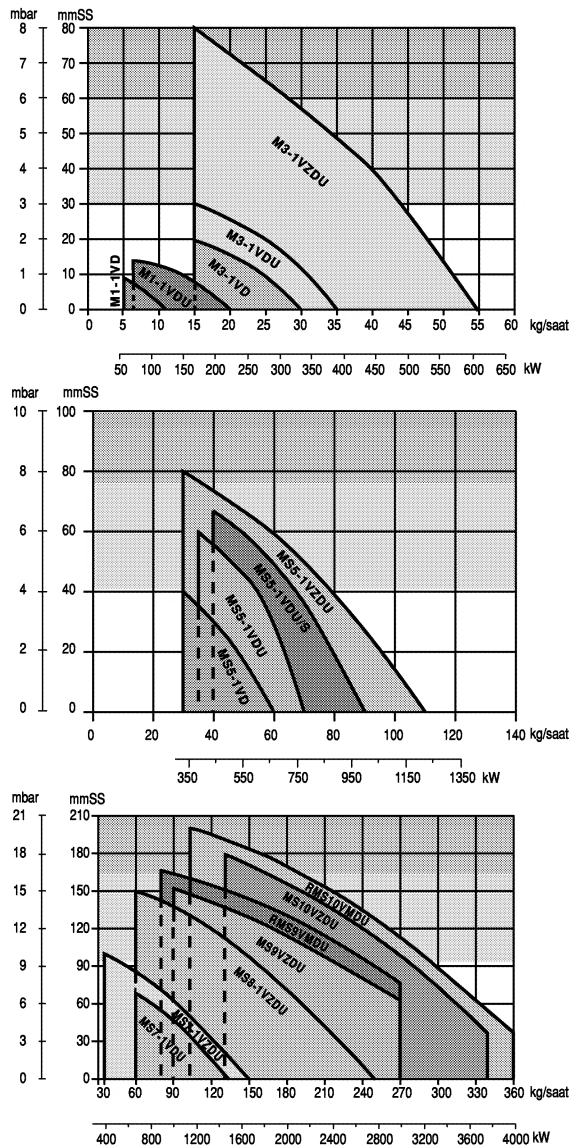 mbar mmSS
8 80
7 70
6 60
5 50
4 40
3 30
2 20
1 10
0 0
M3-1VZDU
M3-1VDU
M3-1VD
M1-1VDU
M1-1VD
0 5 10 15 20 25 30 35 40 45 50 55 60 kg/saat
50 100 150 200 250 300 350 400 450 500 550 600 650 kW
mbar mmSS
10 100
8 80
6 60
4 40
2 20
0 0
MS5-1VZDU
MS5-1VDU/S
MS5-1VDU
MS5-1VD
0 20 40 60 80 100 120 140 kg/saat
350 550 750 950 1150 1350 kW
mbar mmSS
21 210
18 180
15 150
12 120
9 90
6 60
3 30
0 0
RMS10VMDU
MS10VZDU
RMS9VMDU
MS9VZDU
MS8-1VZDU
MS7-1VZDU
MS7-1VDU
30 60 90 120 150 180 210 240 270 300 330 360 kg/saat
400 800 1200 1600 2000 2400 2800 3200 3600 4000 kW